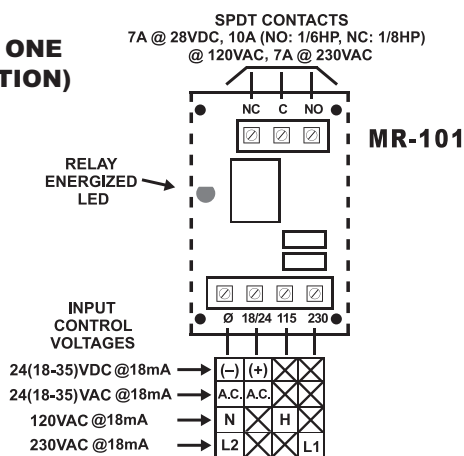 ONE
TION)
SPDT CONTACTS
7A @ 28VDC, 10A (NO: 1/6HP, NC: 1/8HP)
@ 120VAC, 7A @ 230VAC
NC C NO
MR-101
RELAY
ENERGIZED
LED
Ø 18/24 115 230
INPUT
CONTROL
VOLTAGES
24(18-35)VDC @18mA (–) (+)
24(18-35)VAC @18mA A.C. A.C.
120VAC @18mA N H
230VAC @18mA L2 L1